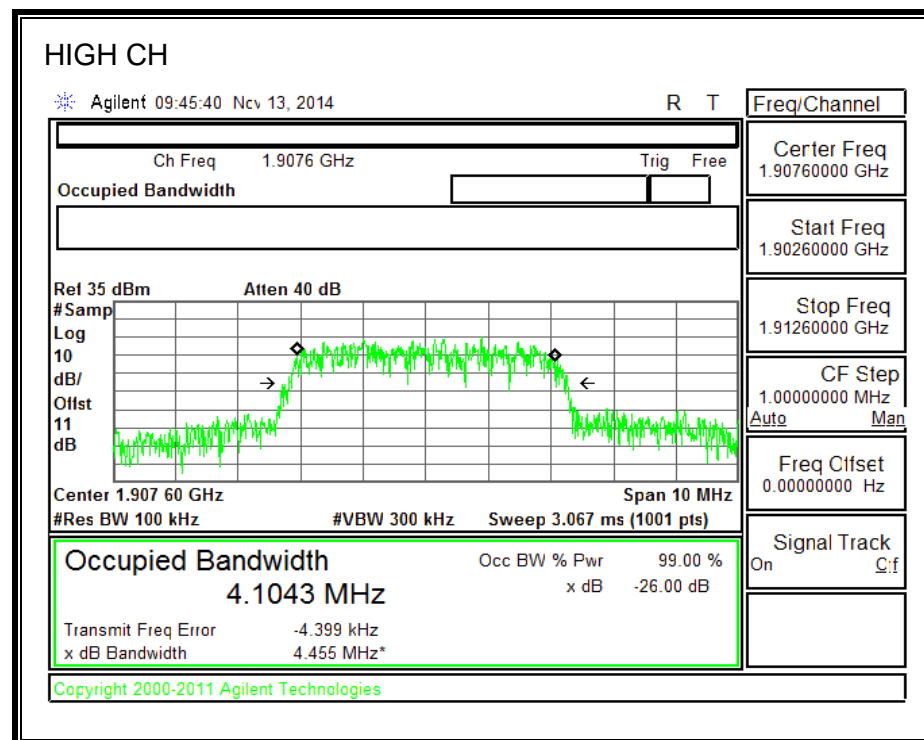 HIGH CH
Agilent 09:45:40 Nov 13, 2014 R T
Freq/Channel
Ch Freq 1.9076 GHz Trig Free
Occupied Bandwidth
Center Freq
1.90760000 GHz
Start Freq
1.90260000 GHz
Stop Freq
1.91260000 GHz
CF Step
1.00000000 MHz
Auto Man
Freq Offset
0.00000000 Hz
Signal Track
On Off
Ref 35 dBm Atten 40 dB
#Samp
Log
10
dB/
Offst
11
dB
Center 1.907 60 GHz Span 10 MHz
#Res BW 100 kHz #VBW 300 kHz Sweep 3.067 ms (1001 pts)
Occupied Bandwidth Occ BW % Pwr 99.00 %
4.1043 MHz x dB -26.00 dB
Transmit Freq Error -4.399 kHz
x dB Bandwidth 4.455 MHz*
Copyright 2000-2011 Agilent Technologies